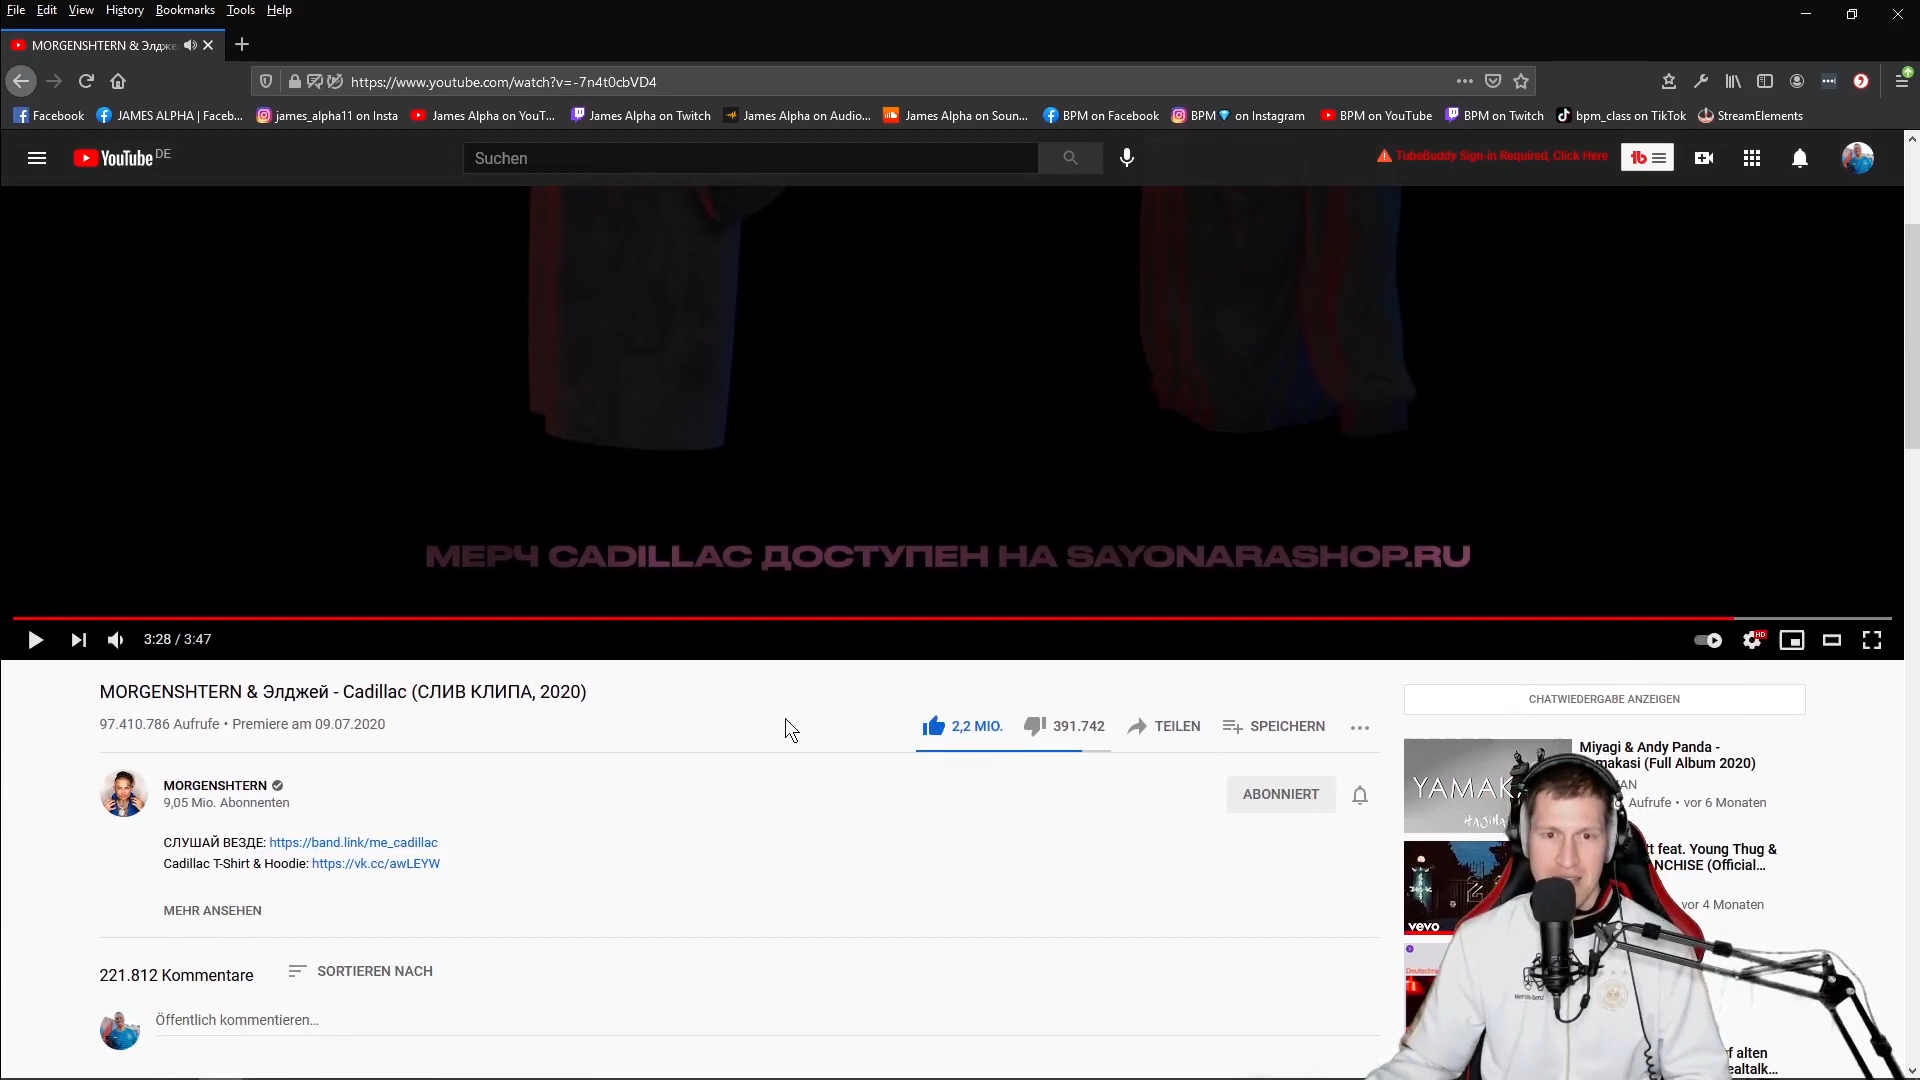 File Edit View History Bookmarks Tools Help
MORGENSHTERN & Элдже
https://www.youtube.com/watch?v=-7n4t0cbVD4
Facebook JAMES ALPHA | Faceb... james_alpha11 on Insta James Alpha on YouT... James Alpha on Twitch James Alpha on Audio... James Alpha on Soun... BPM on Facebook BPM💎 on Instagram BPM on YouTube BPM on Twitch bpm_class on TikTok StreamElements
YouTube DE Suchen TubeBuddy Sign-in Required, Click Here tb
МЕРЧ CADILLAC ДОСТУПЕН НА SAYONARASHOP.RU
3:28 / 3:47 HD
MORGENSHTERN & Элджей - Cadillac (СЛИВ КЛИПА, 2020)
97.410.786 Aufrufe • Premiere am 09.07.2020
2,2 MIO. 391.742 TEILEN SPEICHERN
MORGENSHTERN
9,05 Mio. Abonnenten
ABONNIERT
СЛУШАЙ ВЕЗДЕ: https://band.link/me_cadillac
Cadillac T-Shirt & Hoodie: https://vk.cc/awLEYW
MEHR ANSEHEN
221.812 Kommentare SORTIEREN NACH
Öffentlich kommentieren...
CHATWIEDERGABE ANZEIGEN
YAMAK
Miyagi & Andy Panda -
makasi (Full Album 2020)
AN
Aufrufe • vor 6 Monaten
vevo
tt feat. Young Thug &
NCHISE (Official...
vor 4 Monaten
Deutschra
Mercedes-Benz
f alten
ealtalk...